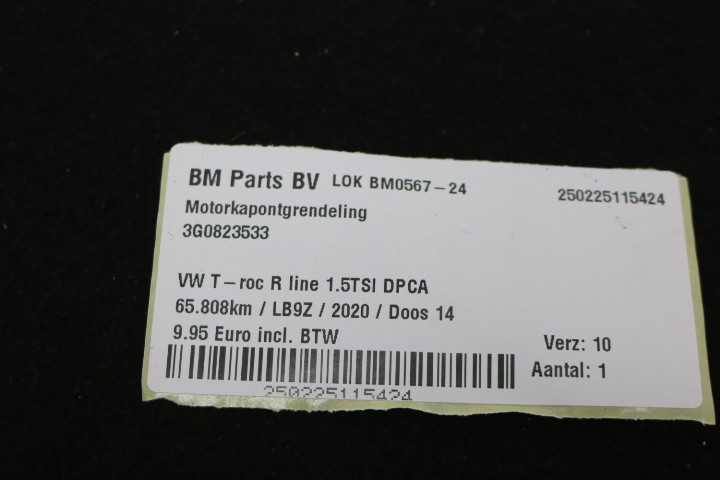 BM Parts BV LOK BM0567-24 250225115424
Motorkapontgrendeling
3G0823533
VW T-roc R line 1.5TSI DPCA
65.808km / LB9Z / 2020 / Doos 14
9.95 Euro incl. BTW
Verz: 10
Aantal: 1
250225115424